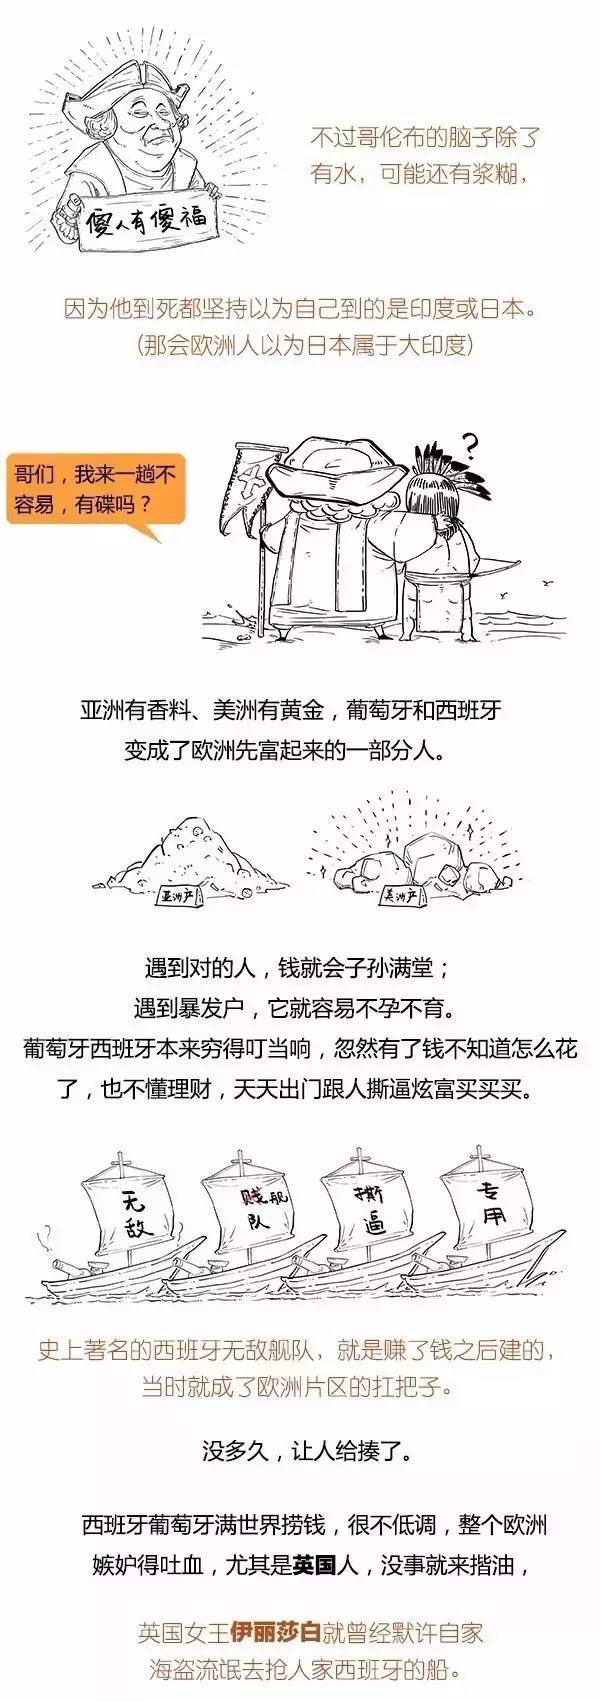 不过哥伦布的脑子除了
有水，可能还有浆糊，
傻人有傻福
因为他到死都坚持以为自己到的是印度或日本。
(那会欧洲人以为日本属于大印度)
?
哥们，我来一趟不
容易，有碟吗？
亚洲有香料、美洲有黄金，葡萄牙和西班牙
变成了欧洲先富起来的一部分人。
亚洲产
美洲产
遇到对的人，钱就会子孙满堂；
遇到暴发户，它就容易不孕不育。
葡萄牙西班牙本来穷得叮当响，忽然有了钱不知道怎么花
了，也不懂理财，天天出门跟人撕逼炫富买买买。
无敌
贱舰队
撕逼
专用
史上著名的西班牙无敌舰队，就是赚了钱之后建的，
当时就成了欧洲片区的扛把子。
没多久，让人给揍了。
西班牙葡萄牙满世界捞钱，很不低调，整个欧洲
嫉妒得吐血，尤其是英国人，没事就来揩油，
英国女王伊丽莎白就曾经默许自家
海盗流氓去抢人家西班牙的船。